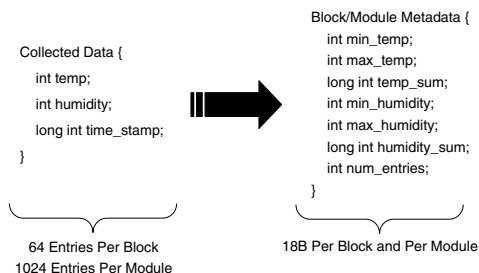 Collected Data {
int temp;
int humidity;
long int time_stamp;
}
64 Entries Per Block
1024 Entries Per Module
Block/Module Metadata {
int min_temp;
int max_temp;
long int temp_sum;
int min_humidity;
int max_humidity;
long int humidity_sum;
int num_entries;
}
18B Per Block and Per Module